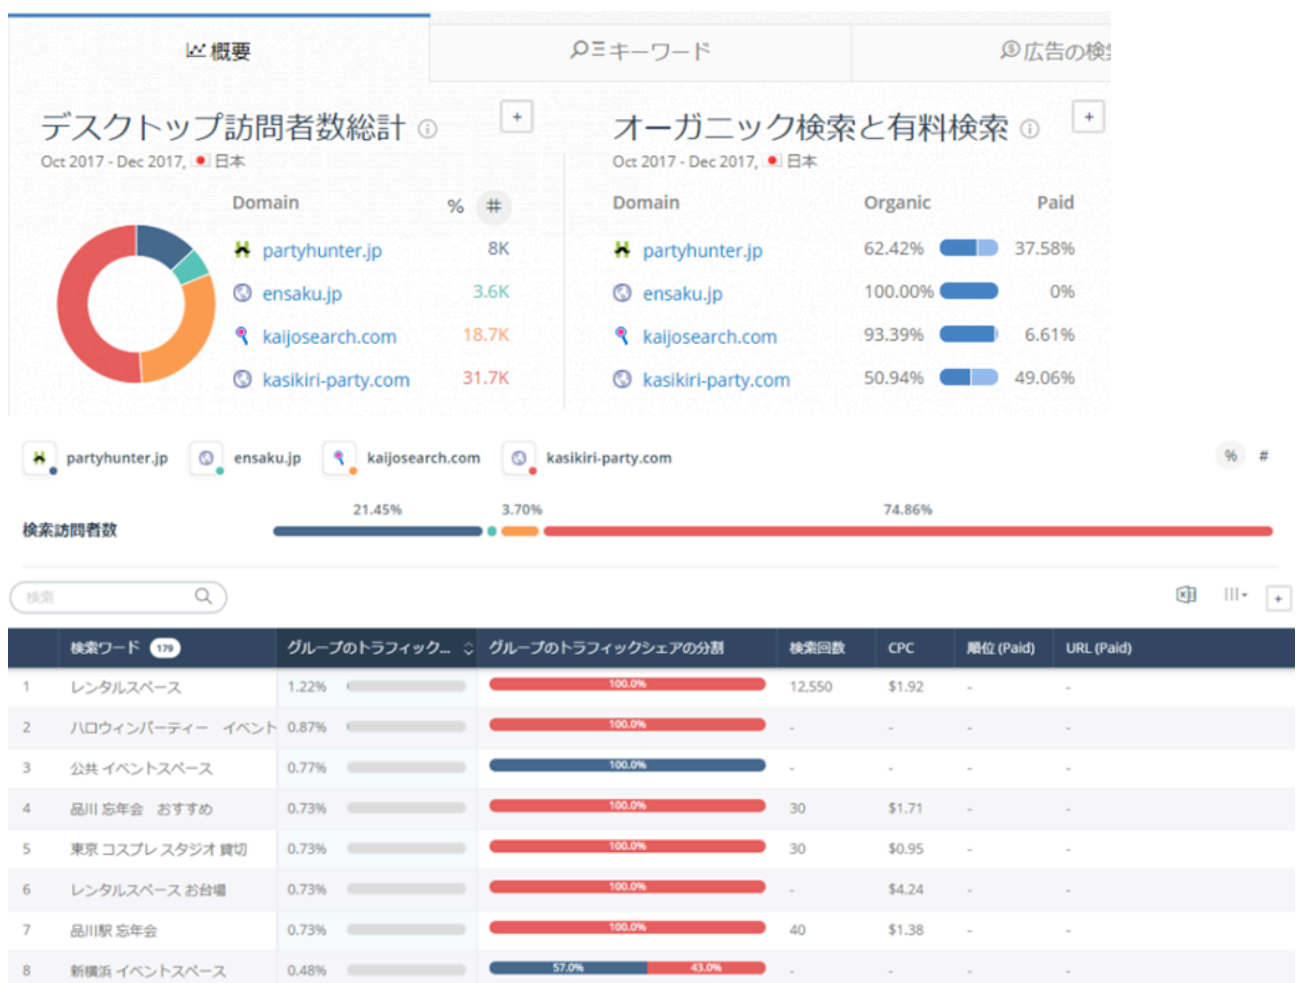 概要
キーワード
広告の検
デスクトップ訪問者数総計
Oct 2017 - Dec 2017, 日本
Domain % #
partyhunter.jp 8K
ensaku.jp 3.6K
kaijosearch.com 18.7K
kasikiri-party.com 31.7K
オーガニック検索と有料検索
Oct 2017 - Dec 2017, 日本
Domain Organic Paid
partyhunter.jp 62.42% 37.58%
ensaku.jp 100.00% 0%
kaijosearch.com 93.39% 6.61%
kasikiri-party.com 50.94% 49.06%
partyhunter.jp ensaku.jp kaijosearch.com kasikiri-party.com % #
21.45% 3.70% 74.86%
検索訪問者数
検索
検索ワード 179 グループのトラフィック... グループのトラフィックシェアの分割 検索回数 CPC 順位 (Paid) URL (Paid)
1 レンタルスペース 1.22% 100.0% 12,550 $1.92 - -
2 ハロウィンパーティー イベント 0.87% 100.0% - - - -
3 公共 イベントスペース 0.77% 100.0% - - - -
4 品川 忘年会 おすすめ 0.73% 100.0% 30 $1.71 - -
5 東京 コスプレ スタジオ 貸切 0.73% 100.0% 30 $0.95 - -
6 レンタルスペース お台場 0.73% 100.0% - $4.24 - -
7 品川駅 忘年会 0.73% 100.0% 40 $1.38 - -
8 新横浜 イベントスペース 0.48% 57.0% 43.0% - - - -